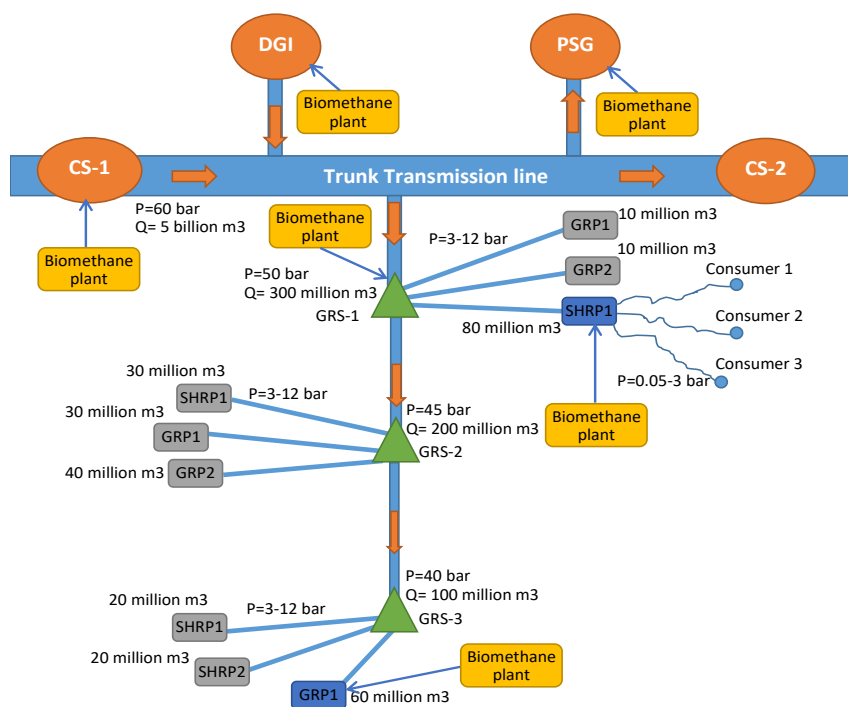 DGI
PSG
Biomethane
plant
Biomethane
plant
CS-1
Trunk Transmission line
CS-2
P=60 bar
Q= 5 billion m3
Biomethane
plant
Biomethane
plant
P=50 bar
Q= 300 million m3
GRS-1
P=3-12 bar
10 million m3
GRP1
10 million m3
GRP2
80 million m3
SHRP1
Consumer 1
Consumer 2
Consumer 3
P=0.05-3 bar
Biomethane
plant
30 million m3
SHRP1
P=3-12 bar
30 million m3
GRP1
40 million m3
GRP2
P=45 bar
Q= 200 million m3
GRS-2
P=40 bar
Q= 100 million m3
GRS-3
20 million m3
SHRP1
P=3-12 bar
20 million m3
SHRP2
GRP1
60 million m3
Biomethane
plant